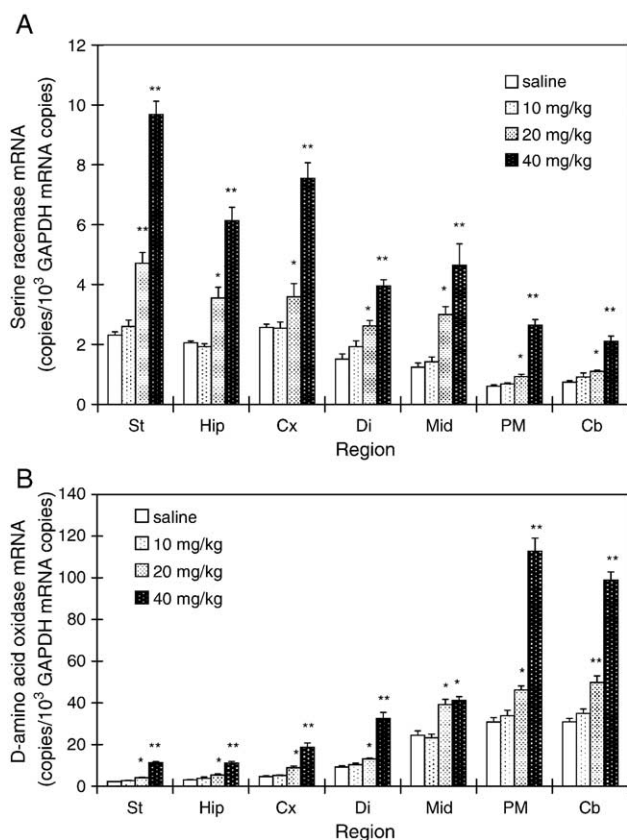 A
Serine racemase mRNA
(copies/10³ GAPDH mRNA copies)
12
10
8
6
4
2
0
saline
10 mg/kg
20 mg/kg
40 mg/kg
** **
* **
* **
* **
* **
* **
* **
St Hip Cx Di Mid PM Cb
Region
B
D-amino acid oxidase mRNA
(copies/10³ GAPDH mRNA copies)
140
120
100
80
60
40
20
0
saline
10 mg/kg
20 mg/kg
40 mg/kg
* **
* **
* **
* **
* *
* **
** **
St Hip Cx Di Mid PM Cb
Region